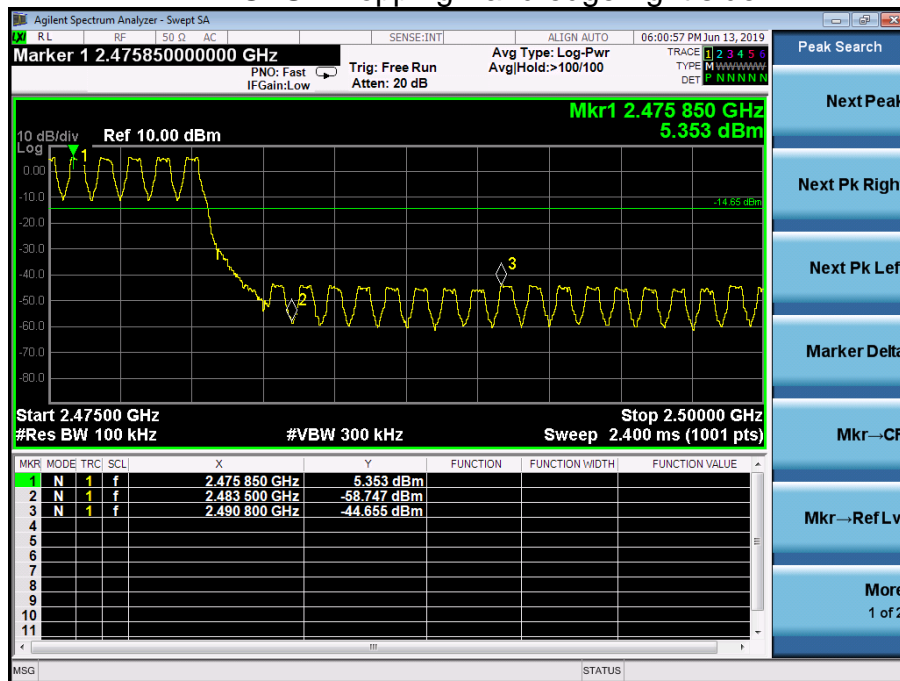 Agilent Spectrum Analyzer - Swept SA
LXI RL RF 50 Ω AC SENSE:INT ALIGN AUTO 06:00:57 PM Jun 13, 2019
Marker 1 2.475850000000 GHz
PNO: Fast
IFGain:Low
Trig: Free Run
Atten: 20 dB
Avg Type: Log-Pwr
Avg|Hold:>100/100
TRACE 1 2 3 4 5 6
TYPE M WWWWW
DET P N N N N N
Mkr1 2.475 850 GHz
5.353 dBm
10 dB/div Ref 10.00 dBm
Log
0.00
-10.0
-20.0
-30.0
-40.0
-50.0
-60.0
-70.0
-80.0
1
2
3
-14.65 dBm
Start 2.47500 GHz Stop 2.50000 GHz
#Res BW 100 kHz #VBW 300 kHz Sweep 2.400 ms (1001 pts)
MKR MODE TRC SCL X Y FUNCTION FUNCTION WIDTH FUNCTION VALUE
1 N 1 f 2.475 850 GHz 5.353 dBm
2 N 1 f 2.483 500 GHz -58.747 dBm
3 N 1 f 2.490 800 GHz -44.655 dBm
4
5
6
7
8
9
10
11
MSG STATUS
Peak Search
Next Peak
Next Pk Righ
Next Pk Lef
Marker Delta
Mkr→CF
Mkr→RefLv
More
1 of 2